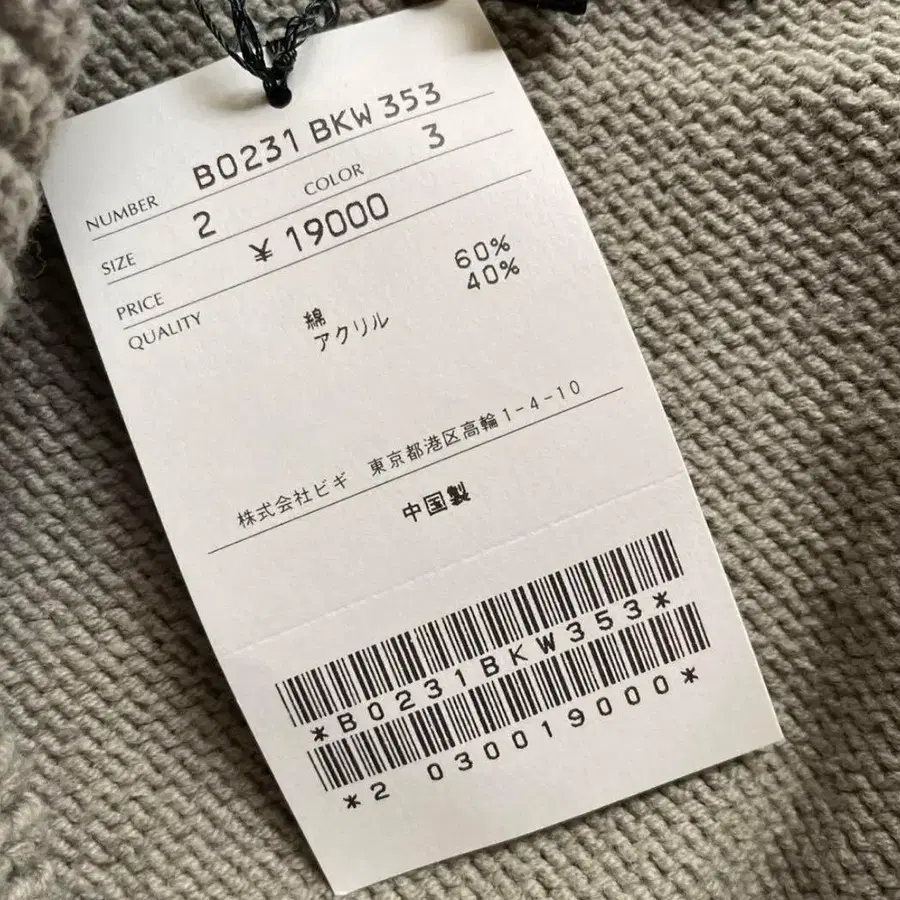 NUMBER B0231 BKW 353
SIZE 2 COLOR 3
PRICE ¥ 19000
QUALITY 綿 60%
アクリル 40%
株式会社ビギ 東京都港区高輪1-4-10
中国製
*B0231BKW353*
*2 030019000*